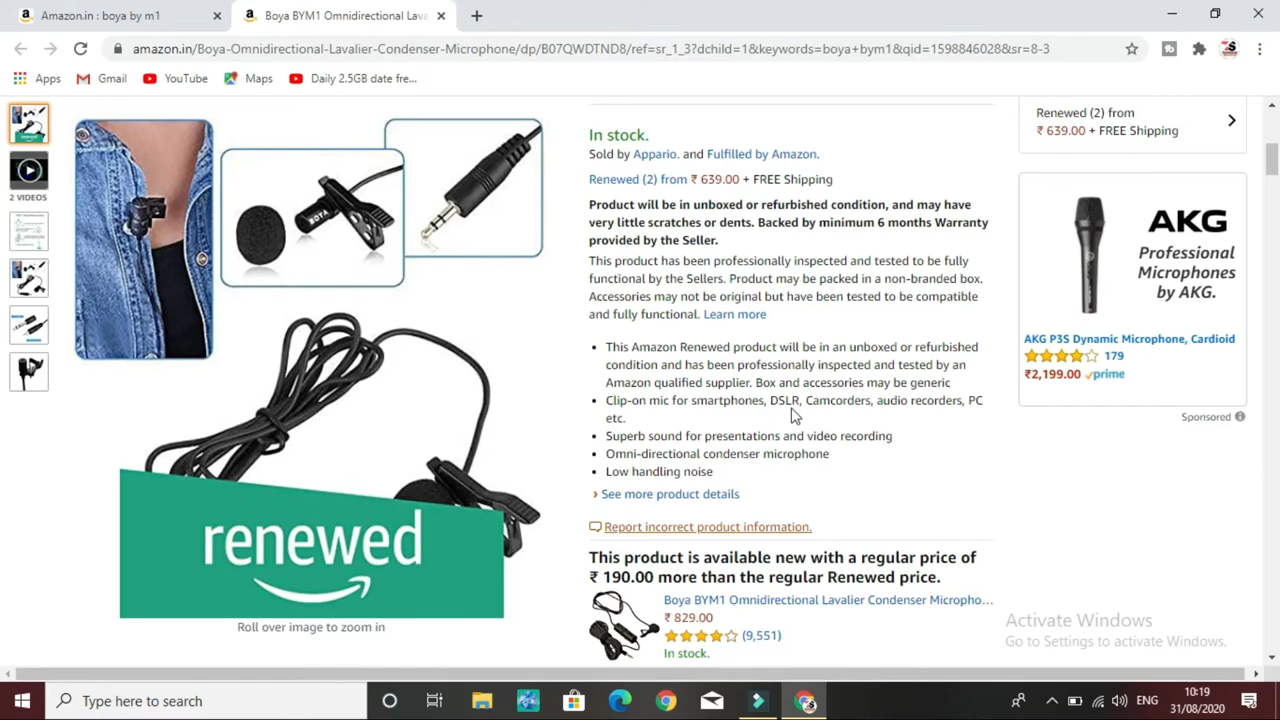 Amazon.in : boya by m1
Boya BYM1 Omnidirectional Lava
amazon.in/Boya-Omnidirectional-Lavalier-Condenser-Microphone/dp/B07QWDTND8/ref=sr_1_3?dchild=1&keywords=boya+bym1&qid=1598846028&sr=8-3
Apps
Gmail
YouTube
Maps
Daily 2.5GB date fre...
2 VIDEOS
BOYA
renewed
Roll over image to zoom in
In stock.
Sold by Appario. and Fulfilled by Amazon.
Renewed (2) from ₹ 639.00 + FREE Shipping
Product will be in unboxed or refurbished condition, and may have
very little scratches or dents. Backed by minimum 6 months Warranty
provided by the Seller.
This product has been professionally inspected and tested to be fully
functional by the Sellers. Product may be packed in a non-branded box.
Accessories may not be original but have been tested to be compatible
and fully functional. Learn more
• This Amazon Renewed product will be in an unboxed or refurbished
condition and has been professionally inspected and tested by an
Amazon qualified supplier. Box and accessories may be generic
• Clip-on mic for smartphones, DSLR, Camcorders, audio recorders, PC
etc.
• Superb sound for presentations and video recording
• Omni-directional condenser microphone
• Low handling noise
› See more product details
Report incorrect product information.
This product is available new with a regular price of
₹ 190.00 more than the regular Renewed price.
Boya BYM1 Omnidirectional Lavalier Condenser Micropho...
₹ 829.00
(9,551)
In stock.
Renewed (2) from
₹ 639.00 + FREE Shipping
AKG
Professional
Microphones
by AKG.
AKG P3S Dynamic Microphone, Cardioid
179
₹2,199.00 prime
Sponsored
Activate Windows
Go to Settings to activate Windows.
Type here to search
ENG
10:19
31/08/2020